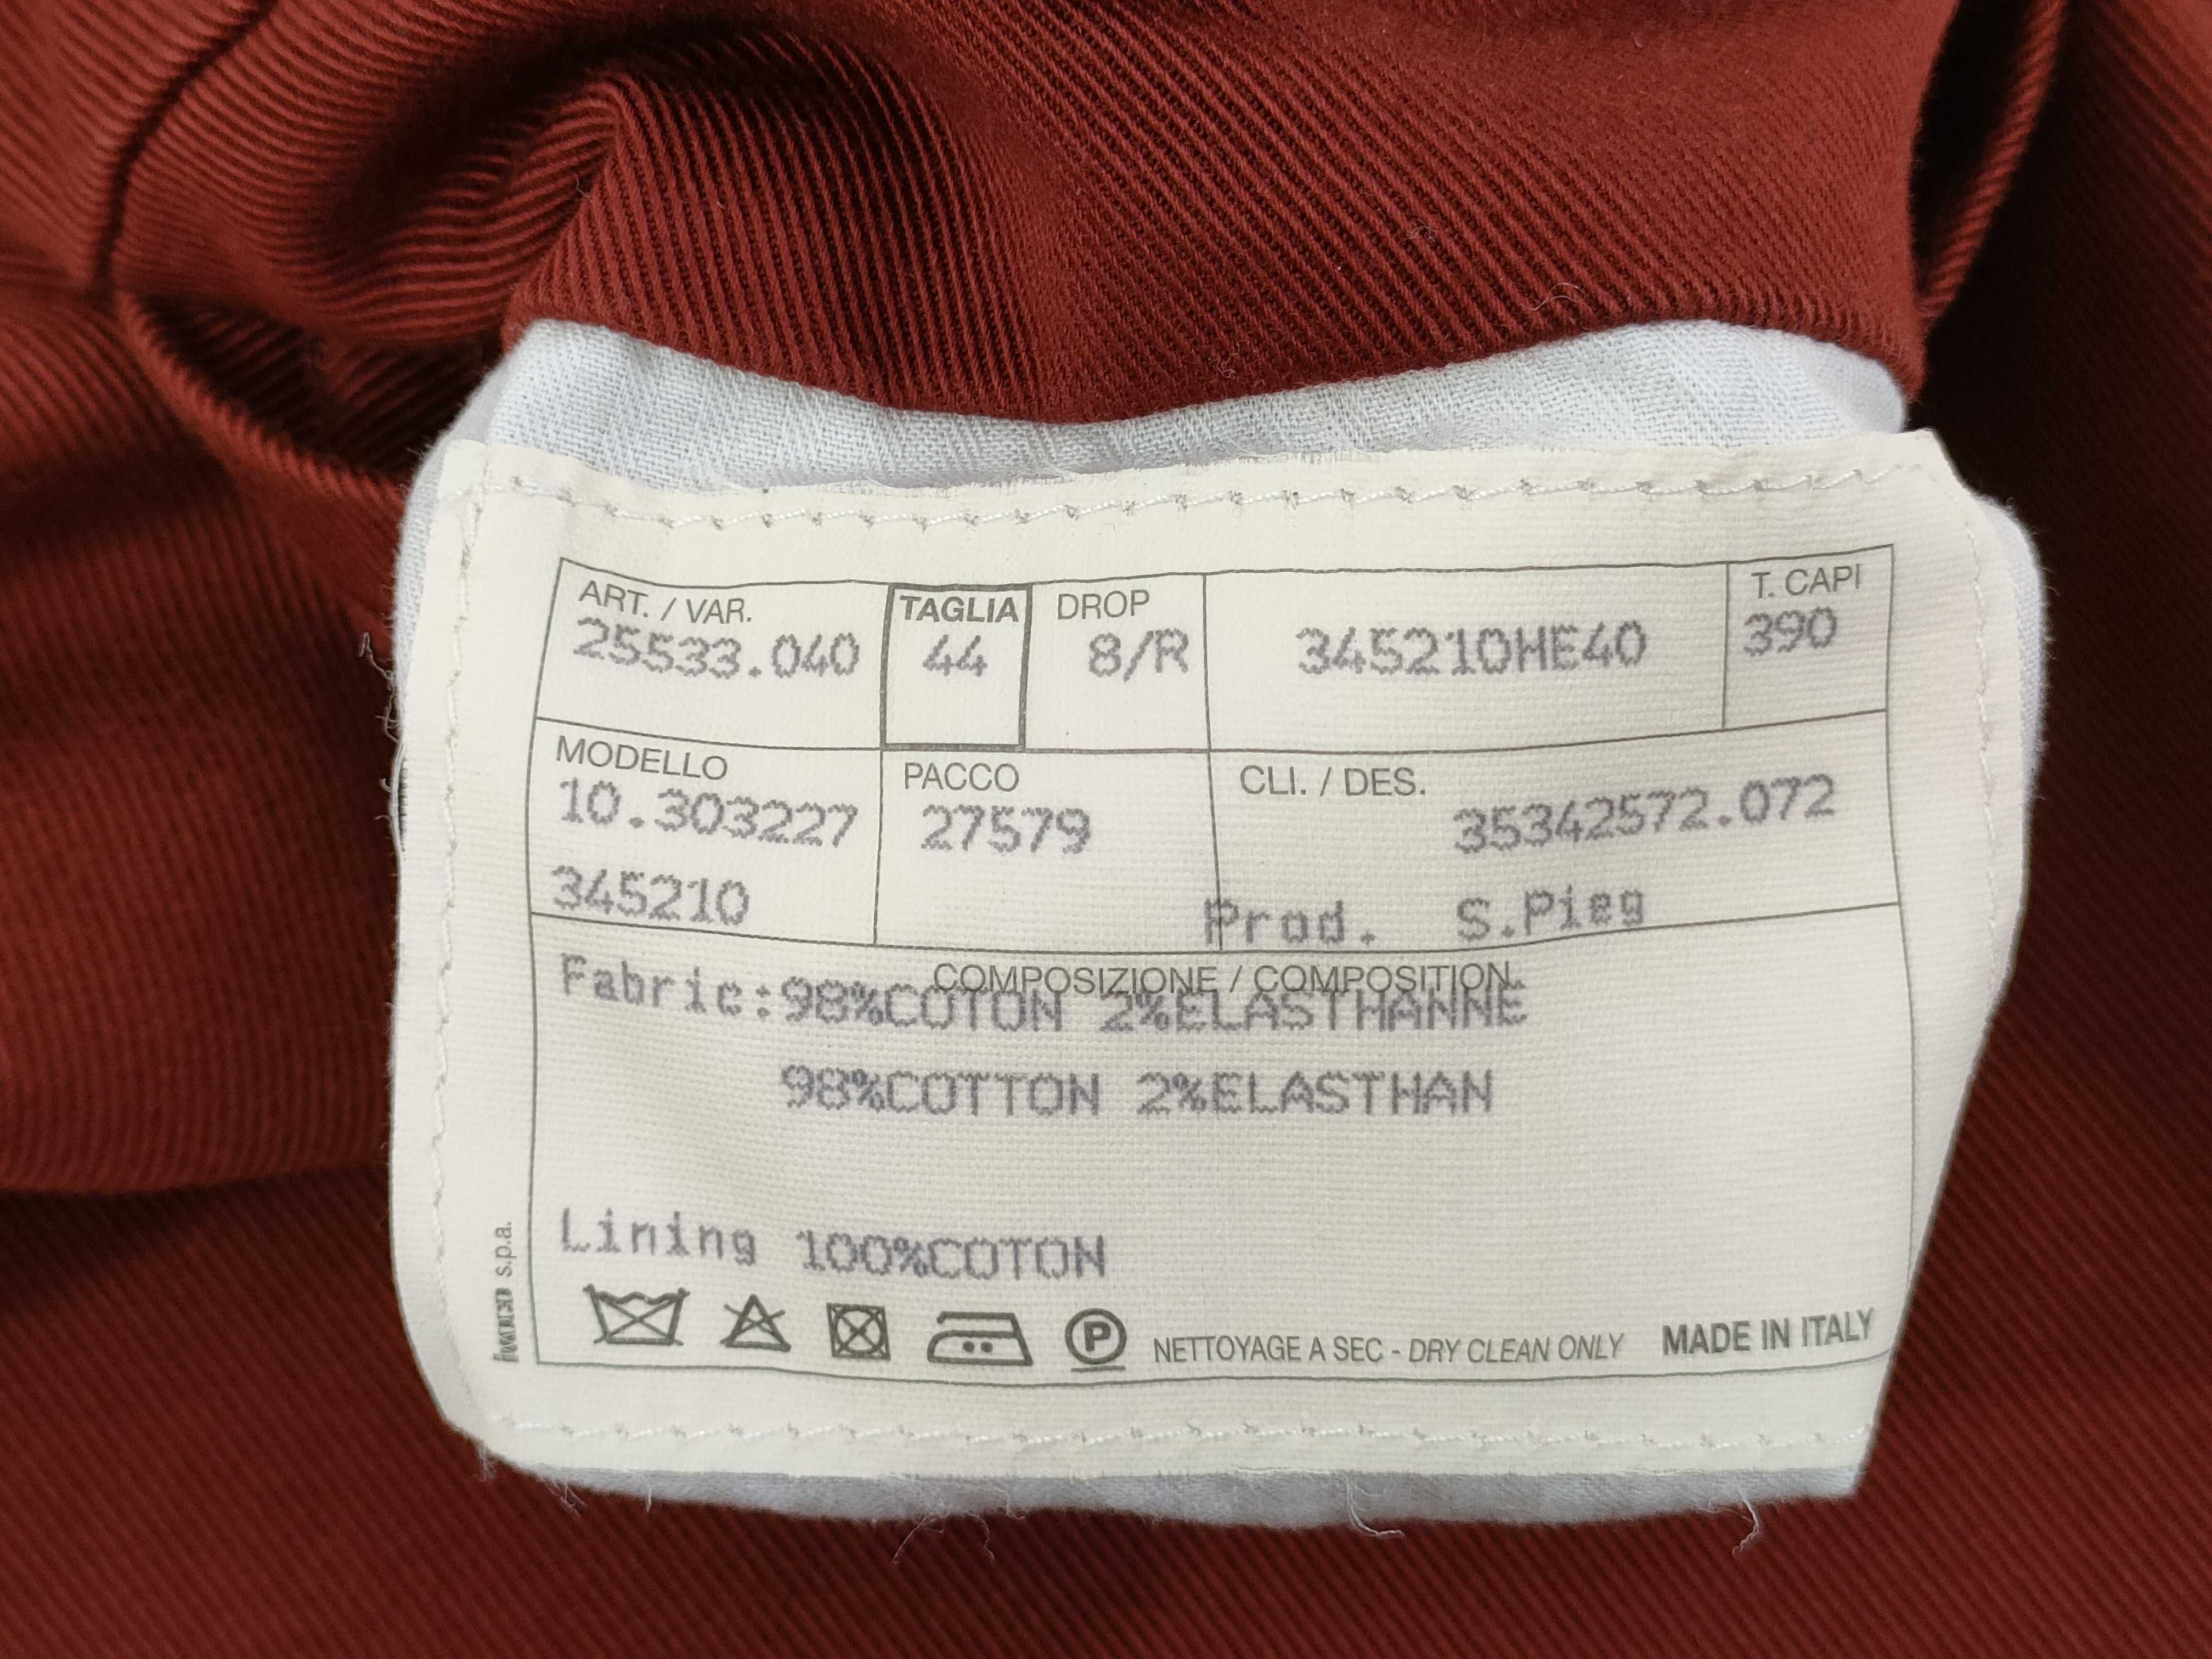 ART. / VAR. TAGLIA DROP T. CAPI
25533.040 44 8/R 345210HE40 390
MODELLO PACCO CLI. / DES.
10.303227 27579 35342572.072
345210 Prod. S.Pieg
COMPOSIZIONE / COMPOSITION
Fabric:98%COTON 2%ELASTHANNE
98%COTTON 2%ELASTHAN
Lining 100%COTON
P NETTOYAGE A SEC - DRY CLEAN ONLY MADE IN ITALY
s.p.a.